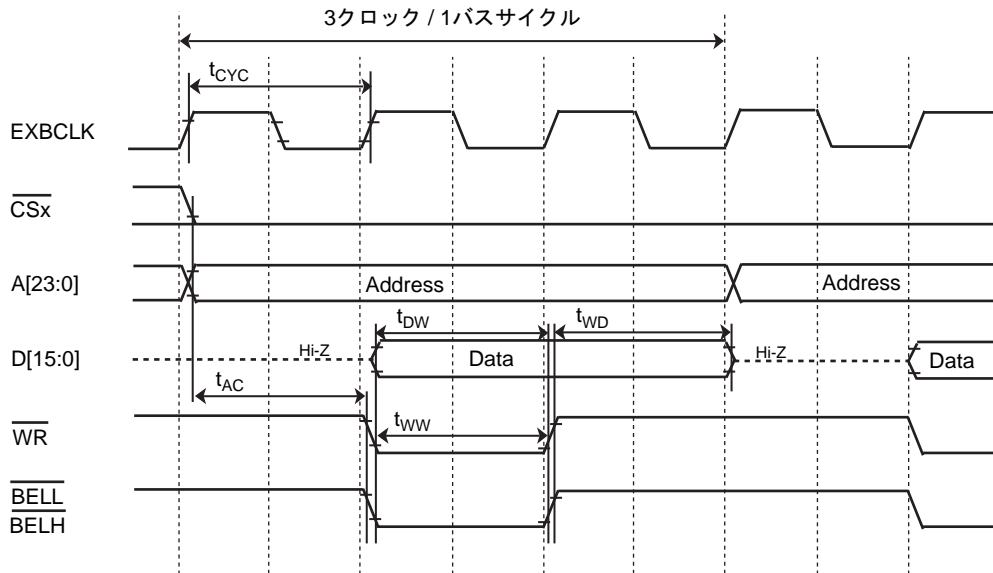 3クロック / 1バスサイクル
tCYC
EXBCLK
CSx
A[23:0]
Address
Address
tDW
tWD
D[15:0]
Hi-Z
Data
Hi-Z
Data
tAC
WR
tWW
BELL
BELH